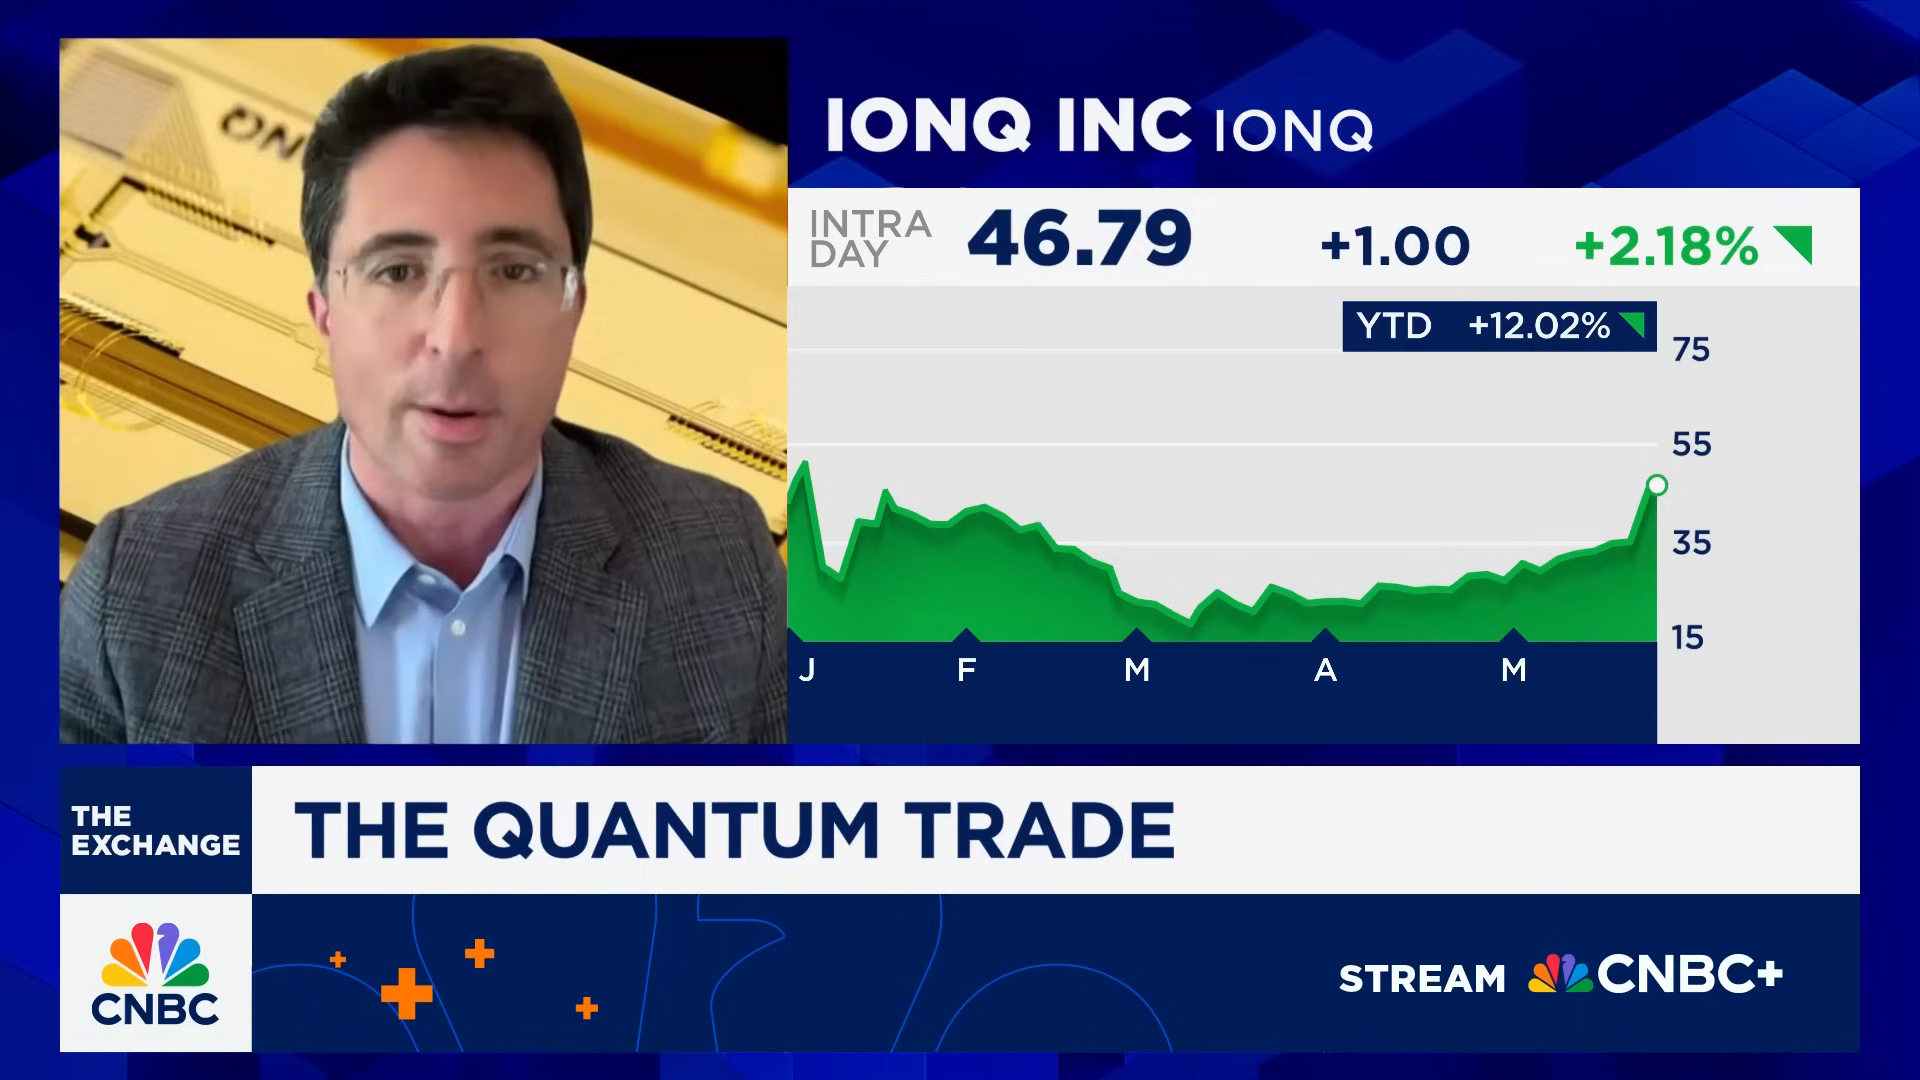 IONQ INC IONQ
INTRA
DAY
46.79 +1.00 +2.18%
YTD +12.02%
75
55
35
15
J F M A M
THE
EXCHANGE
THE QUANTUM TRADE
CNBC
STREAM CNBC+